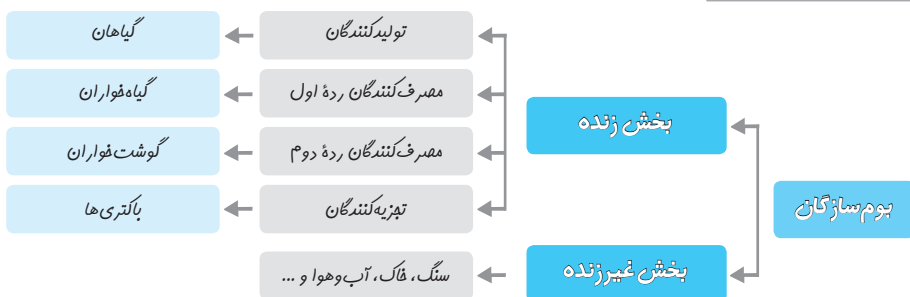 بوم‌سازگان
بخش زنده
تولیدکنندگان
گیاهان
مصرف‌کنندگان ردهٔ اول
گیاه‌خواران
مصرف‌کنندگان ردهٔ دوم
گوشت‌خواران
تجزیه‌کنندگان
باکتری‌ها
بخش غیرزنده
سنگ، خاک، آب‌وهوا و ...